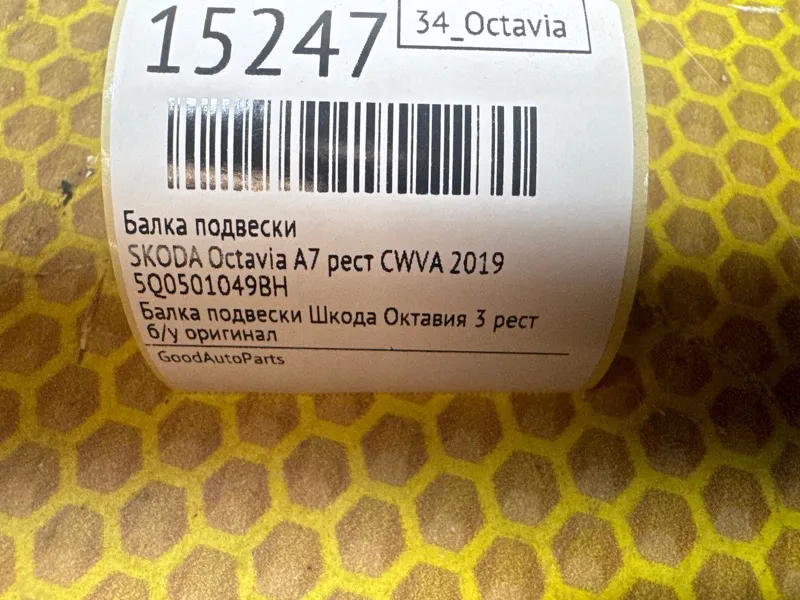 15247
34_Octavia
Балка подвески
SKODA Octavia A7 рест CWVA 2019
5Q0501049BH
Балка подвески Шкода Октавия 3 рест
б/у оригинал
GoodAutoParts